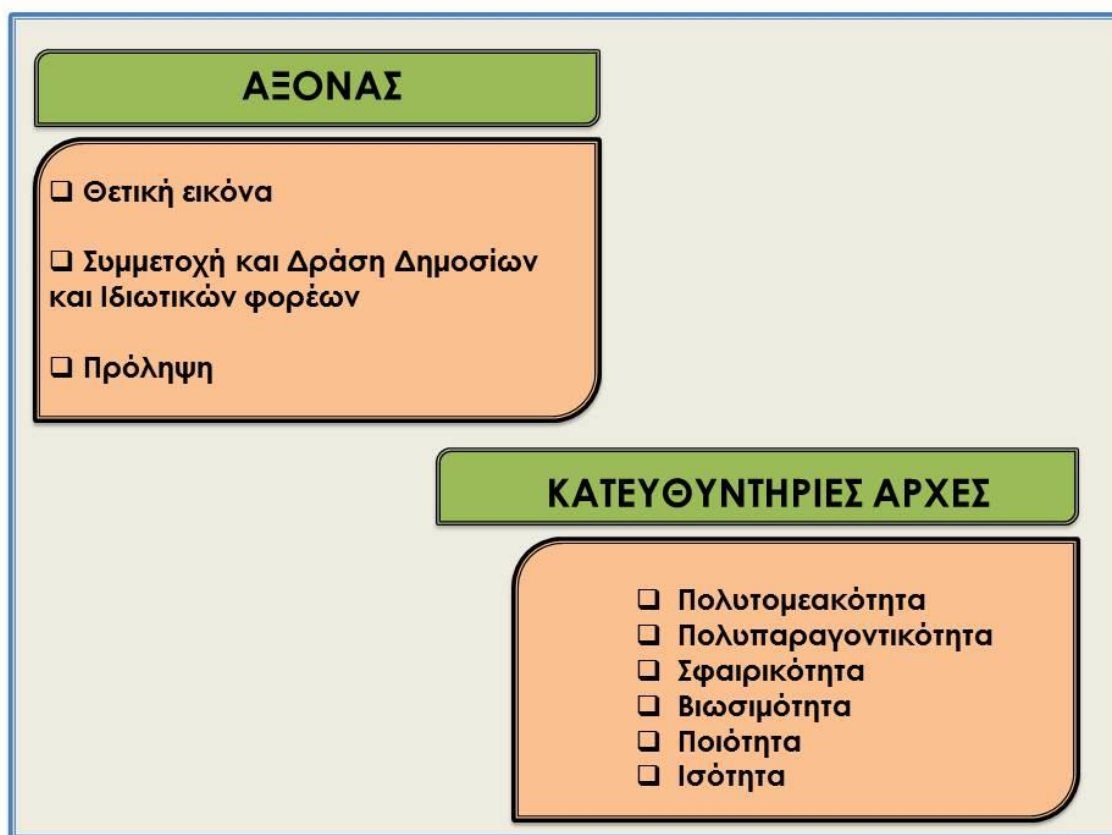 ΑΞΟΝΑΣ
❑ Θετική εικόνα
❑ Συμμετοχή και Δράση Δημοσίων
και Ιδιωτικών φορέων
❑ Πρόληψη
ΚΑΤΕΥΘΥΝΤΗΡΙΕΣ ΑΡΧΕΣ
❑ Πολυτομεακότητα
❑ Πολυπαραγοντικότητα
❑ Σφαιρικότητα
❑ Βιωσιμότητα
❑ Ποιότητα
❑ Ισότητα